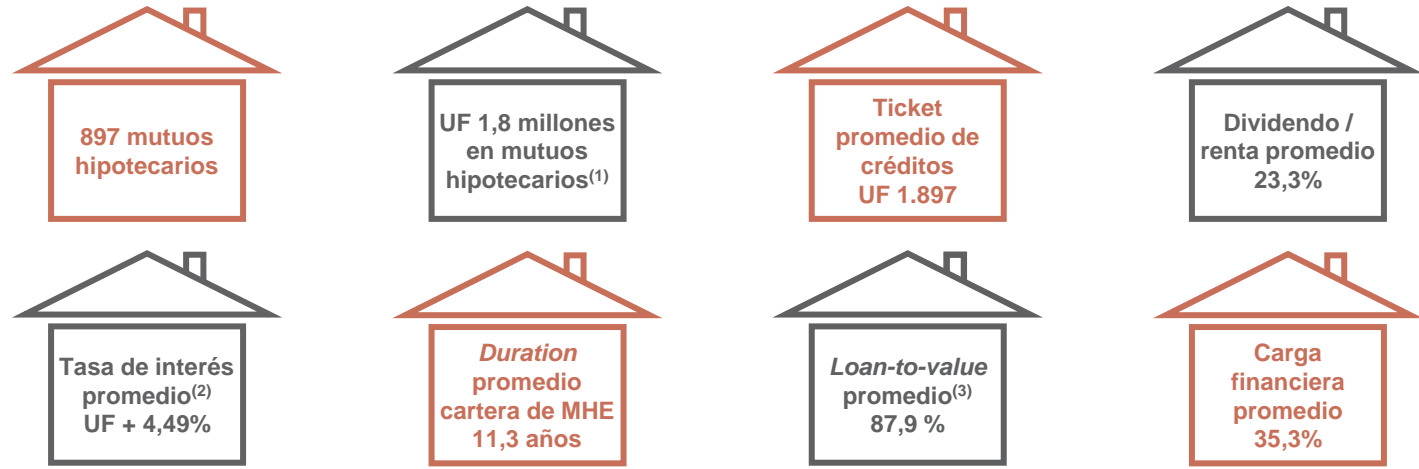 897 mutuos
hipotecarios
UF 1,8 millones
en mutuos
hipotecarios(1)
Ticket
promedio de
créditos
UF 1.897
Dividendo /
renta promedio
23,3%
Tasa de interés
promedio(2)
UF + 4,49%
Duration
promedio
cartera de MHE
11,3 años
Loan-to-value
promedio(3)
87,9 %
Carga
financiera
promedio
35,3%